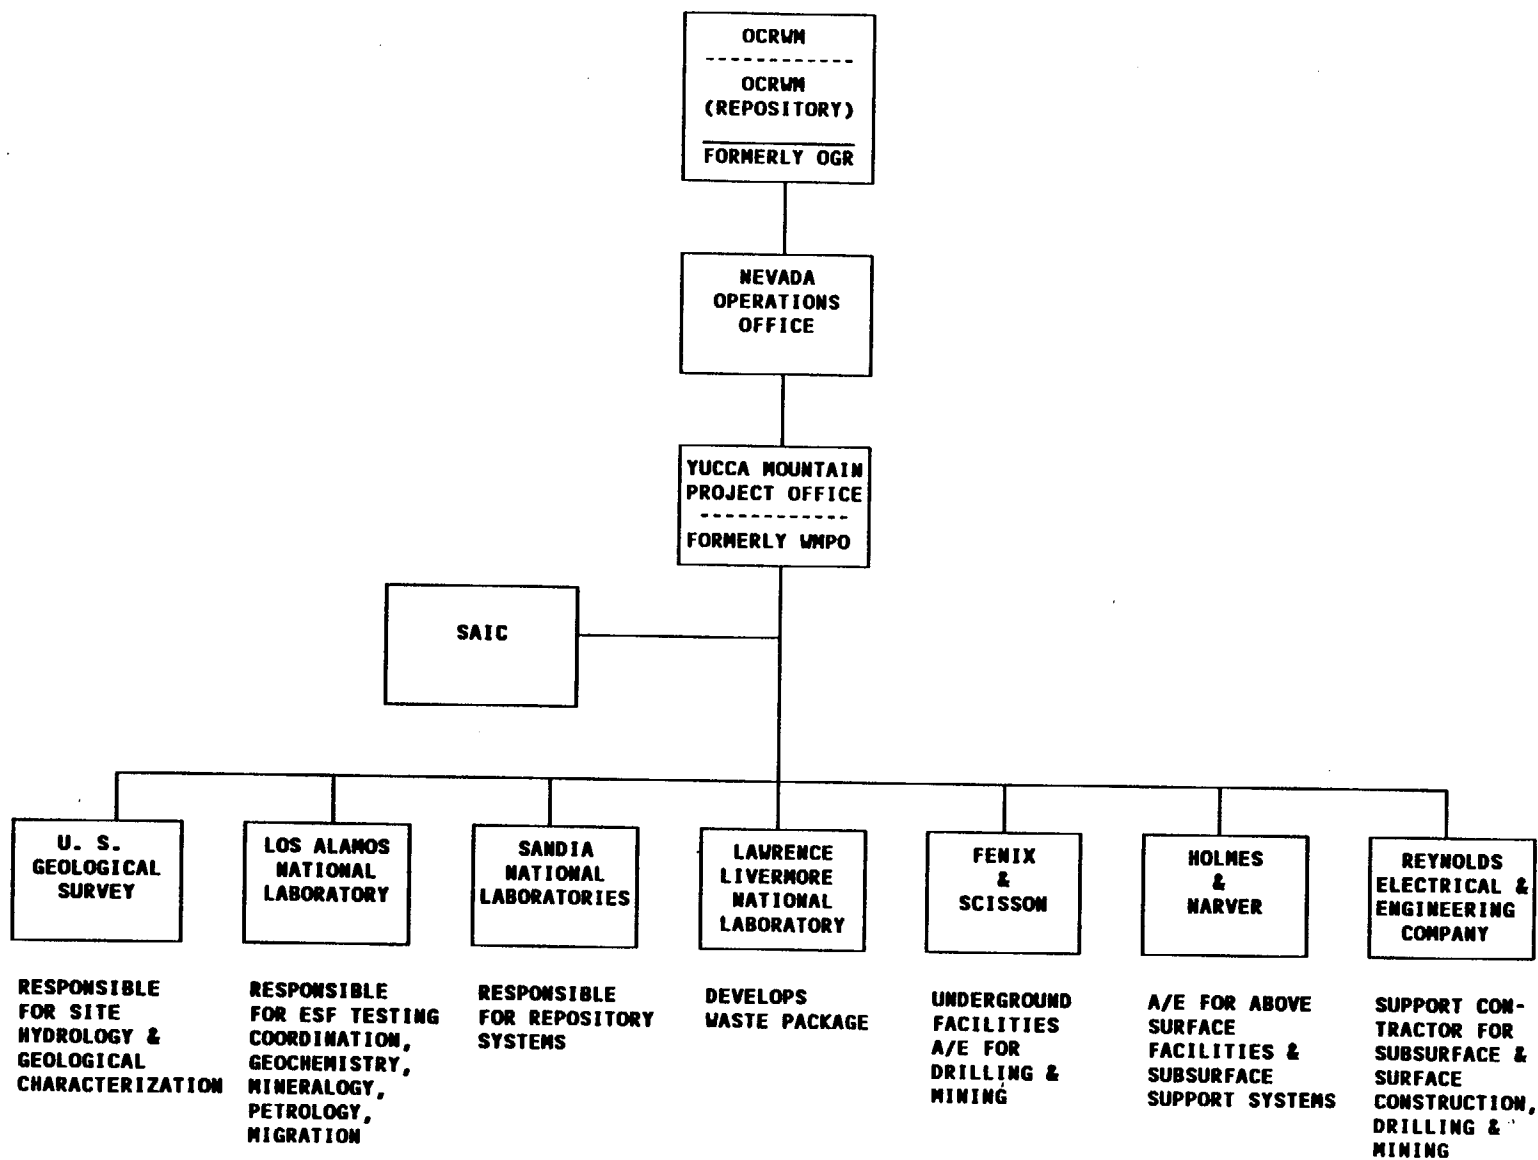 OCRWM
OCRWM
(REPOSITORY)
FORMERLY OGR
NEVADA
OPERATIONS
OFFICE
YUCCA MOUNTAIN
PROJECT OFFICE
FORMERLY WMPO
SAIC
U. S.
GEOLOGICAL
SURVEY
LOS ALAMOS
NATIONAL
LABORATORY
SANDIA
NATIONAL
LABORATORIES
LAWRENCE
LIVERMORE
NATIONAL
LABORATORY
FENIX
&
SCISSON
HOLMES
&
NARVER
REYNOLDS
ELECTRICAL &
ENGINEERING
COMPANY
RESPONSIBLE
FOR SITE
HYDROLOGY &
GEOLOGICAL
CHARACTERIZATION
RESPONSIBLE
FOR ESF TESTING
COORDINATION,
GEOCHEMISTRY,
MINERALOGY,
PETROLOGY,
MIGRATION
RESPONSIBLE
FOR REPOSITORY
SYSTEMS
DEVELOPS
WASTE PACKAGE
UNDERGROUND
FACILITIES
A/E FOR
DRILLING &
MINING
A/E FOR ABOVE
SURFACE
FACILITIES &
SUBSURFACE
SUPPORT SYSTEMS
SUPPORT CON-
TRACTOR FOR
SUBSURFACE &
SURFACE
CONSTRUCTION,
DRILLING &
MINING